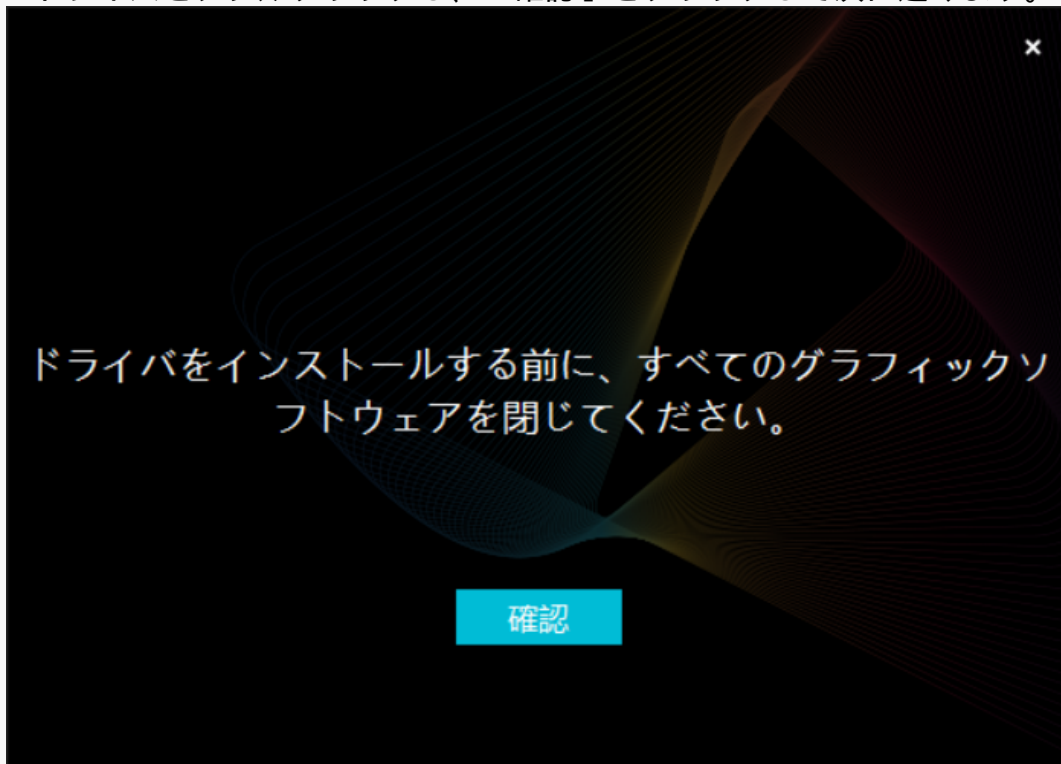 ×
ドライバをインストールする前に、すべてのグラフィックソ
フトウェアを閉じてください。
確認